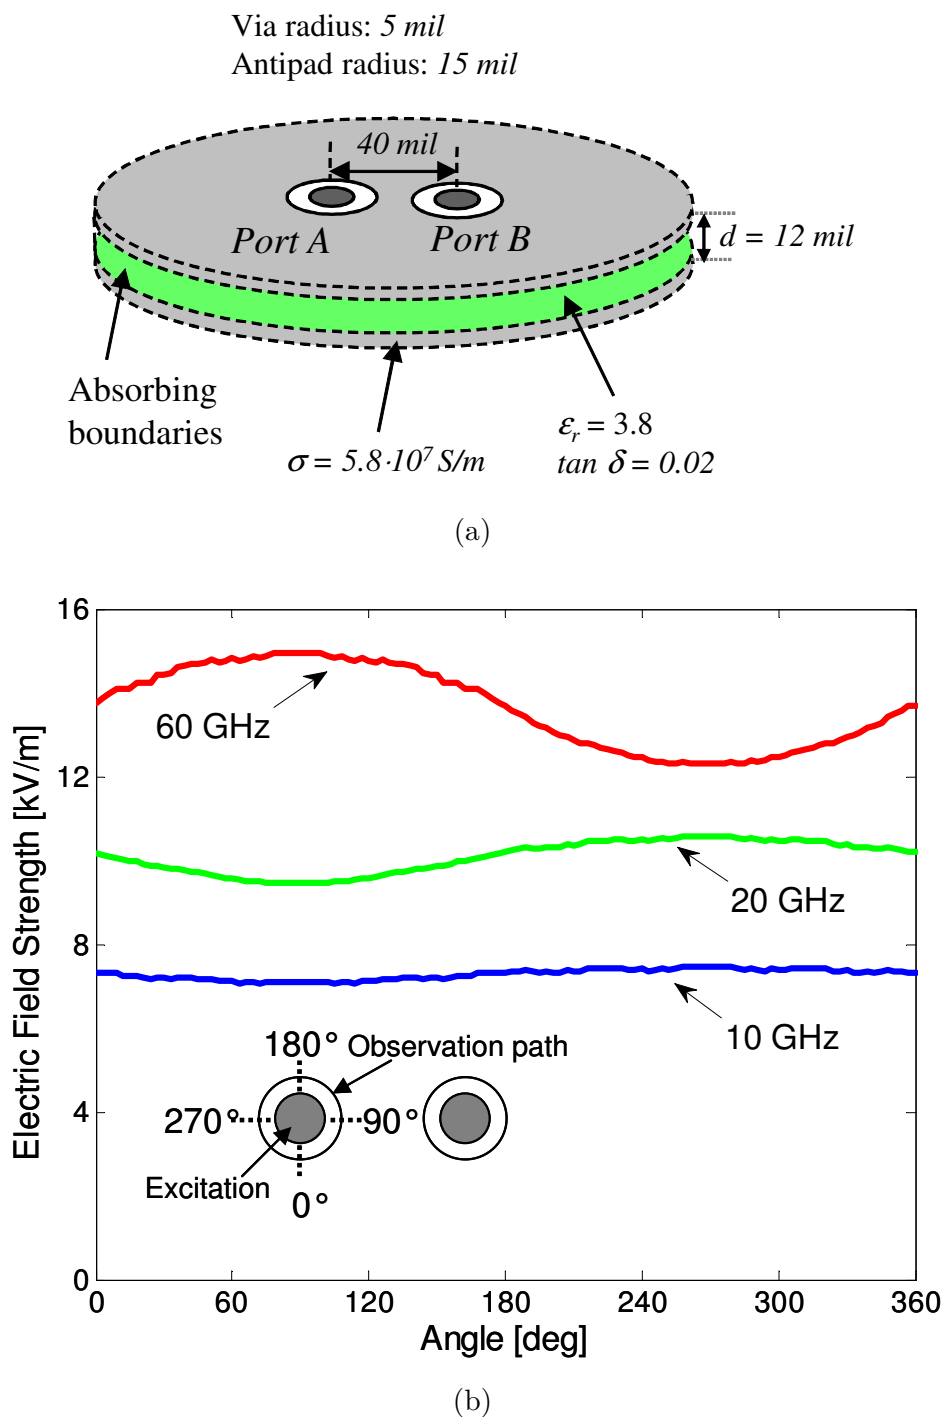 Via radius: 5 mil
Antipad radius: 15 mil
40 mil
Port A
Port B
d = 12 mil
Absorbing
boundaries
σ = 5.8·10⁷ S/m
εᵣ = 3.8
tan δ = 0.02
(a)
16
12
8
4
0
Electric Field Strength [kV/m]
60 GHz
20 GHz
10 GHz
180° Observation path
270°
90°
Excitation
0°
0 60 120 180 240 300 360
Angle [deg]
(b)